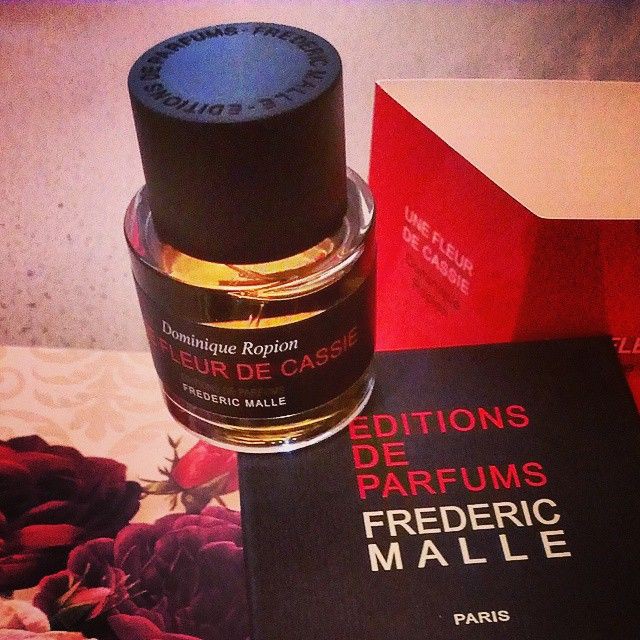 EDITIONS DE PARFUMS - FREDERIC MALLE
Dominique Ropion
E FLEUR DE CASSIE
FREDERIC MALLE
UNE FLEUR
DE CASSIE
EDITIONS
DE
PARFUMS
FREDERIC
MALLE
PARIS